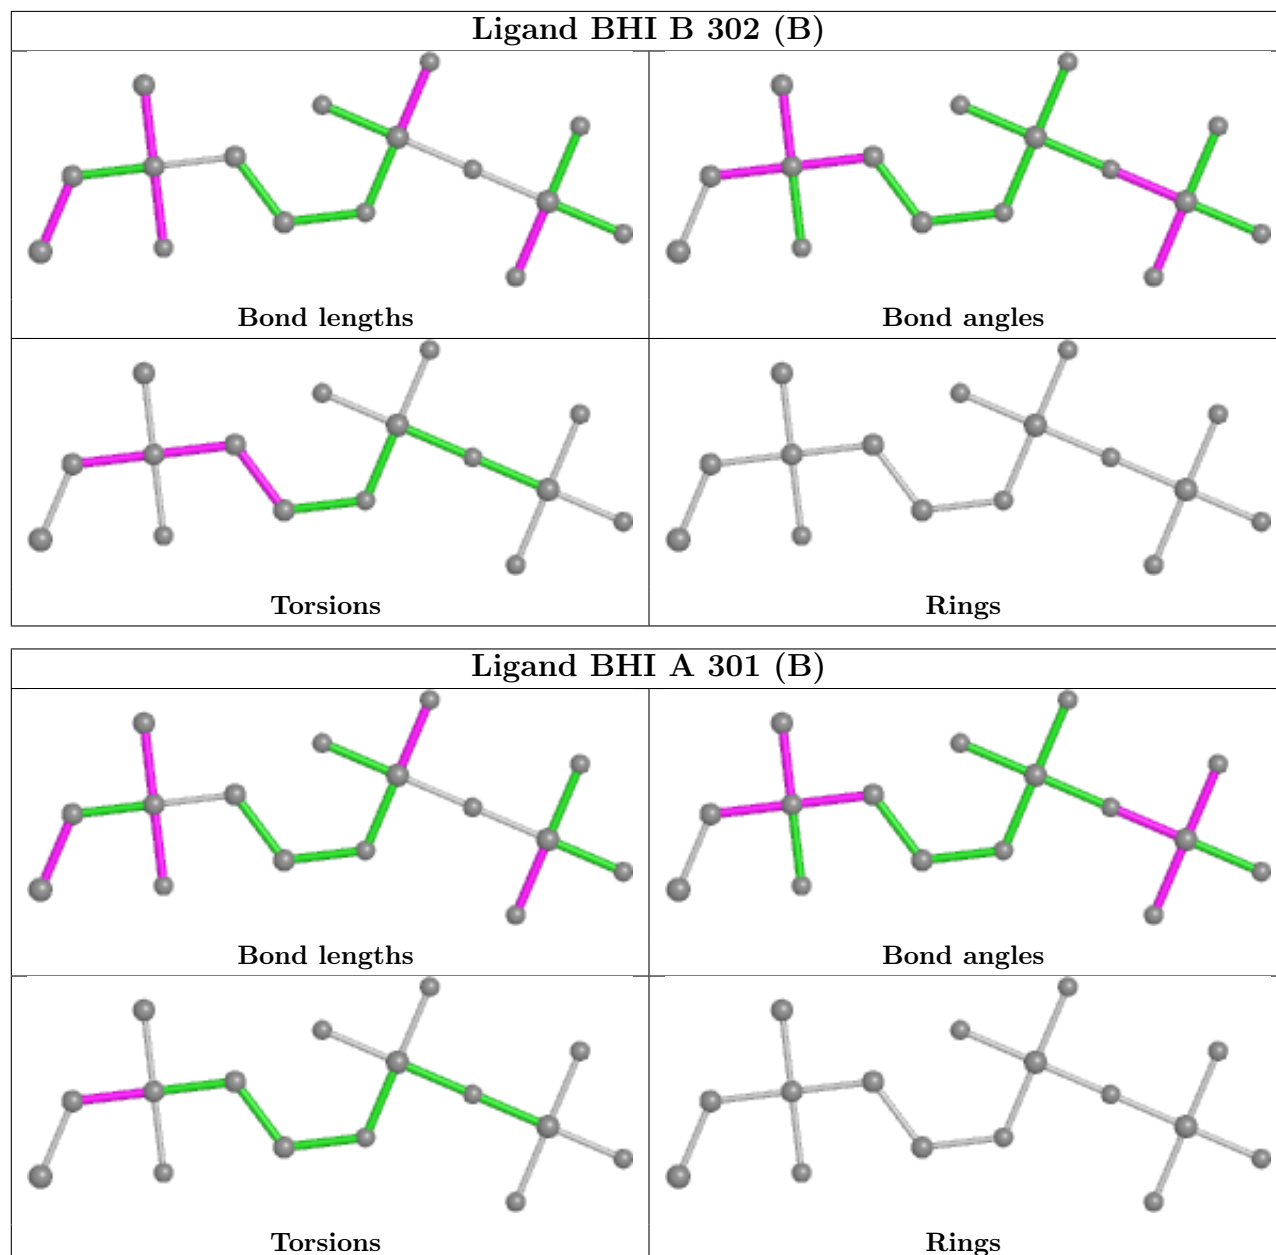 Ligand BHI B 302 (B)
Bond lengths
Bond angles
Torsions
Rings
Ligand BHI A 301 (B)
Bond lengths
Bond angles
Torsions
Rings